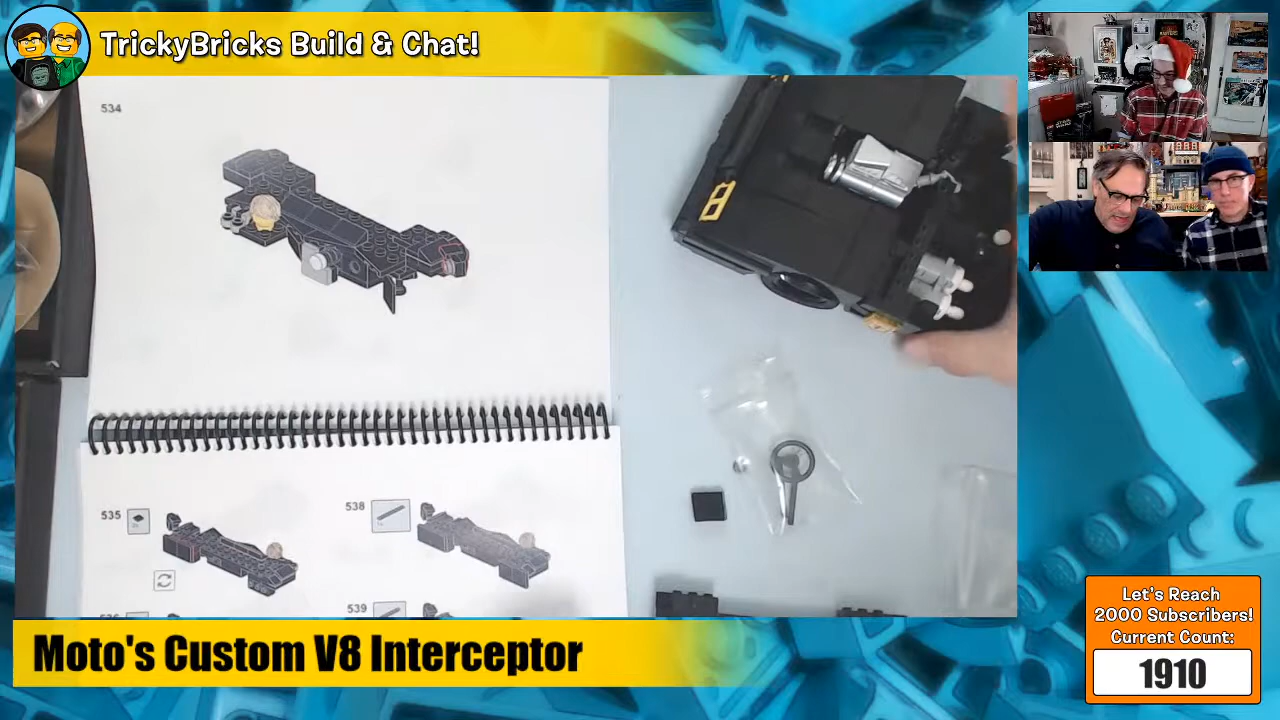 TrickyBricks Build & Chat!
534
535
538
539
Moto's Custom V8 Interceptor
Let's Reach
2000 Subscribers!
Current Count:
1910